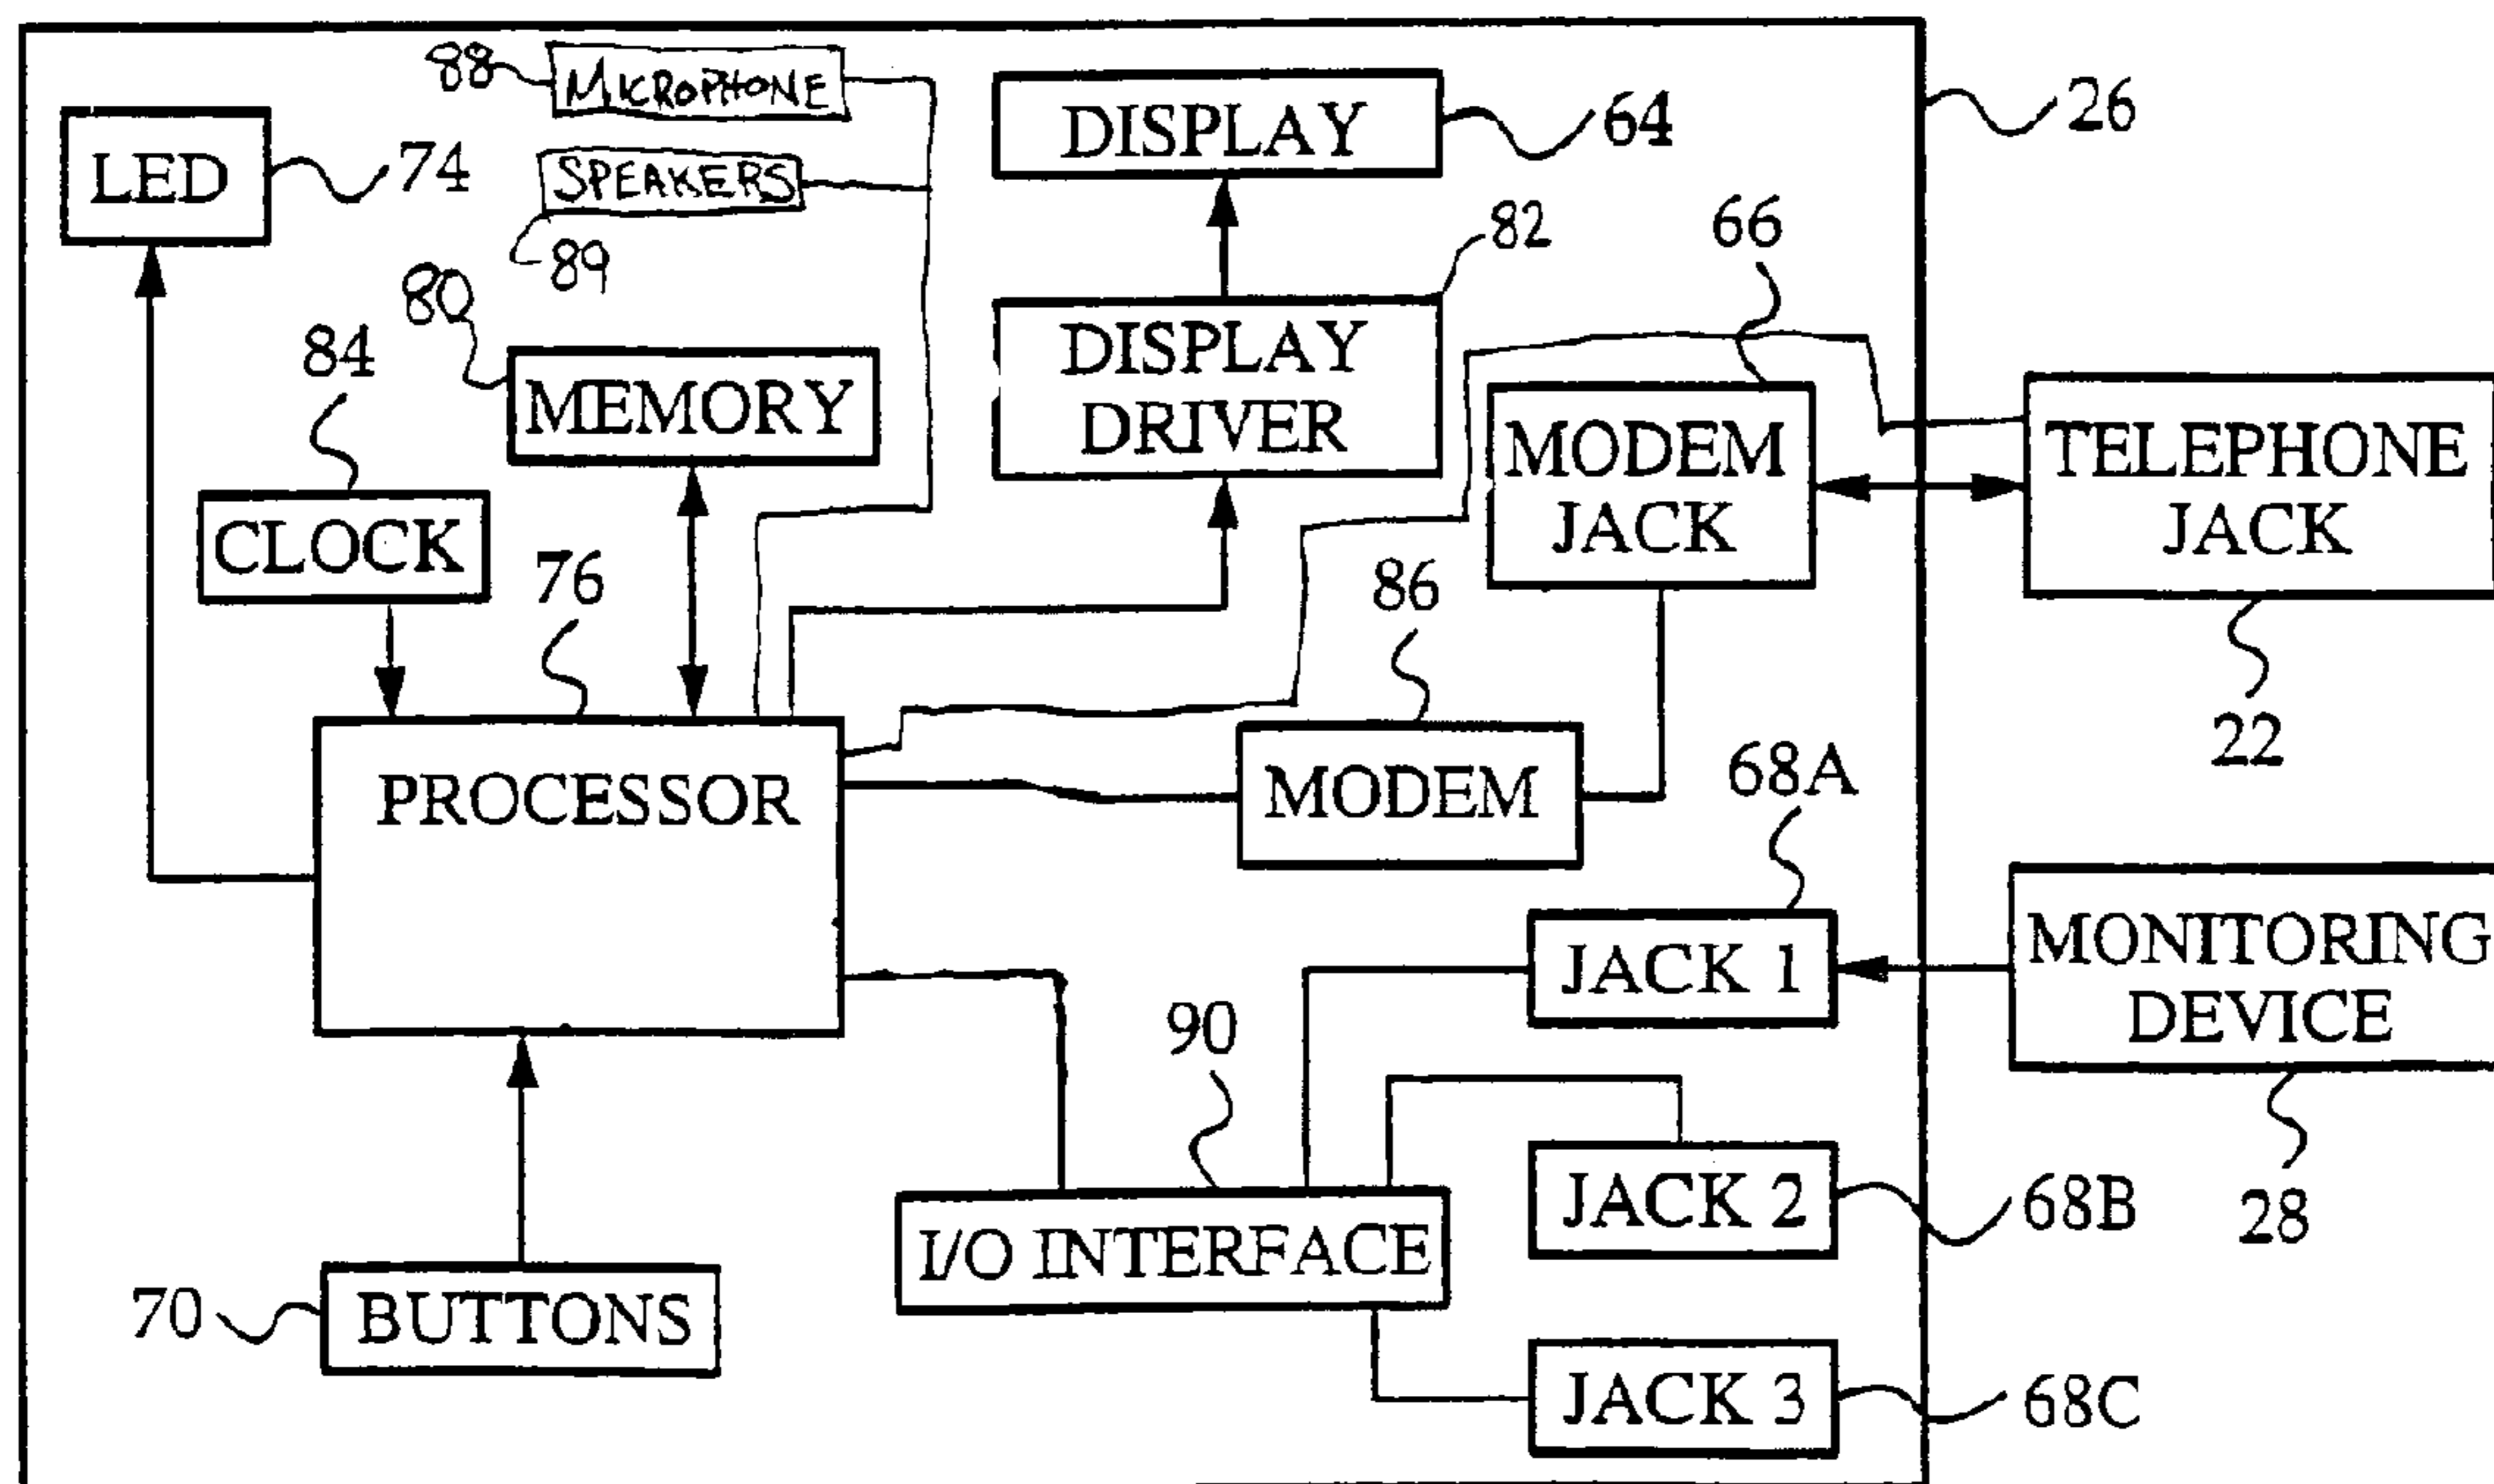 88
MICROPHONE
DISPLAY
64
26
LED
74
SPEAKERS
89
82
66
80
84
MEMORY
DISPLAY
DRIVER
MODEM
JACK
TELEPHONE
JACK
CLOCK
76
86
22
PROCESSOR
MODEM
68A
JACK 1
MONITORING
DEVICE
90
28
JACK 2
68B
I/O INTERFACE
70
BUTTONS
JACK 3
68C